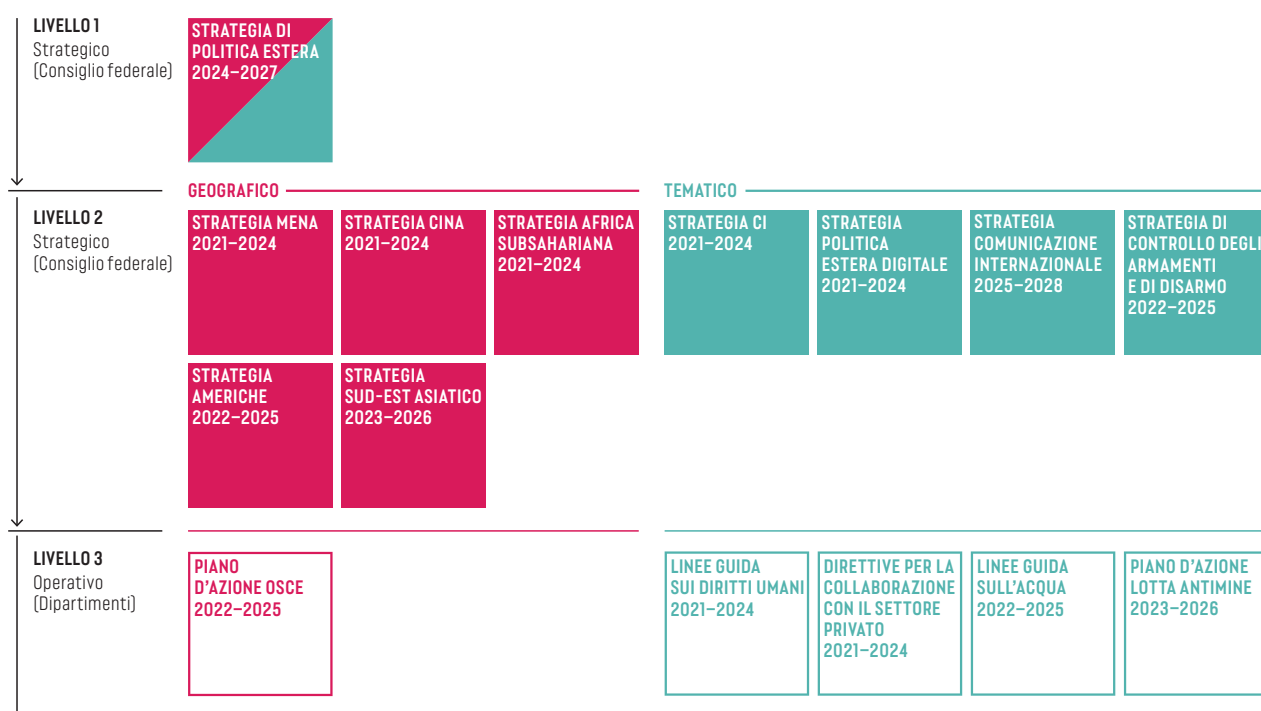 LIVELLO 1
Strategico
(Consiglio federale)
STRATEGIA DI
POLITICA ESTERA
2024–2027
GEOGRAFICO
TEMATICO
LIVELLO 2
Strategico
(Consiglio federale)
STRATEGIA MENA
2021–2024
STRATEGIA CINA
2021–2024
STRATEGIA AFRICA
SUBSAHARIANA
2021–2024
STRATEGIA CI
2021–2024
STRATEGIA
POLITICA
ESTERA DIGITALE
2021–2024
STRATEGIA
COMUNICAZIONE
INTERNAZIONALE
2025–2028
STRATEGIA DI
CONTROLLO DEGLI
ARMAMENTI
E DI DISARMO
2022–2025
STRATEGIA
AMERICHE
2022–2025
STRATEGIA
SUD-EST ASIATICO
2023–2026
LIVELLO 3
Operativo
(Dipartimenti)
PIANO
D’AZIONE OSCE
2022–2025
LINEE GUIDA
SUI DIRITTI UMANI
2021–2024
DIRETTIVE PER LA
COLLABORAZIONE
CON IL SETTORE
PRIVATO
2021–2024
LINEE GUIDA
SULL’ACQUA
2022–2025
PIANO D’AZIONE
LOTTA ANTIMINE
2023–2026